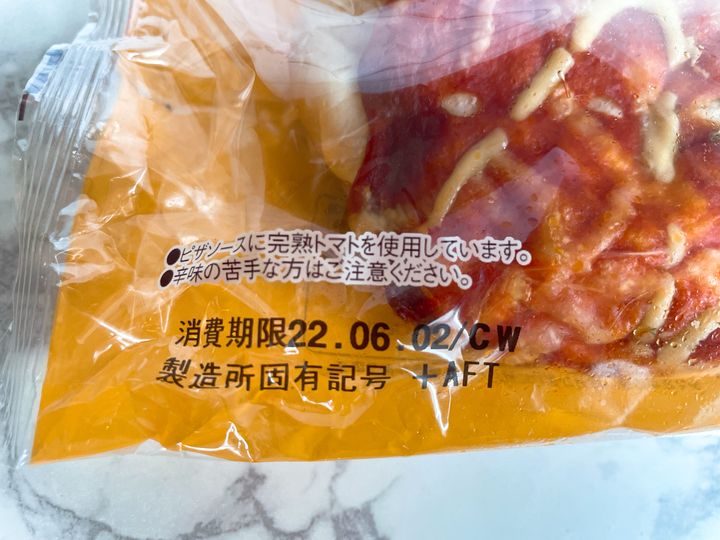 ●ピザソースに完熟トマトを使用しています。
●辛味の苦手な方はご注意ください。
消費期限22.06.02/CW
製造所固有記号 +AFT